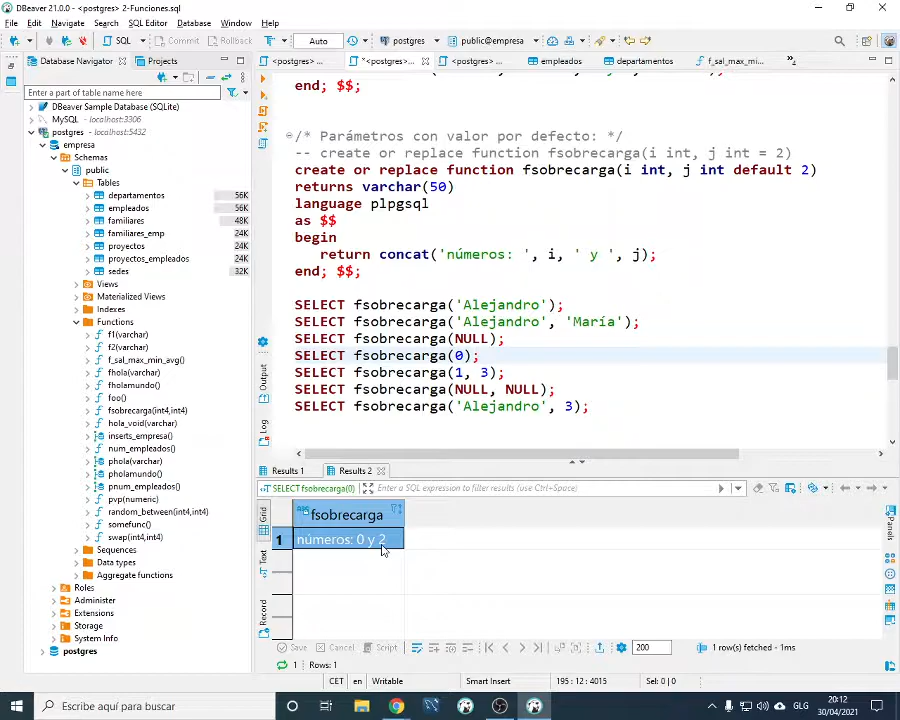 DBeaver 21.0.0 - <postgres> 2-Funciones.sql
File Edit Navigate Search SQL Editor Database Window Help
SQL Commit Rollback Auto postgres public@empresa
Database Navigator Projects
*<postgres>... *<postgres>... *<postgres>... empleados departamentos f_sal_max_mi...
Enter a part of table name here
DBeaver Sample Database (SQLite)
MySQL - localhost:3306
postgres - localhost:5432
empresa
Schemas
public
Tables
departamentos 56K
empleados 56K
familiares 48K
familiares_emp 24K
proyectos 24K
proyectos_empleados 24K
sedes 32K
Views
Materialized Views
Indexes
Functions
f1(varchar)
f2(varchar)
f_sal_max_min_avg()
fhola(varchar)
fholamundo()
foo()
fsobrecarga(int4,int4)
hola_void(varchar)
inserts_empresa()
num_empleados()
phola(varchar)
pholamundo()
pnum_empleados()
pvp(numeric)
random_between(int4,int4)
somefunc()
swap(int4,int4)
Sequences
Data types
Aggregate functions
Roles
Administer
Extensions
Storage
System Info
postgres
end; $$;
/* Parámetros con valor por defecto: */
-- create or replace function fsobrecarga(i int, j int = 2)
create or replace function fsobrecarga(i int, j int default 2)
returns varchar(50)
language plpgsql
as $$
begin
return concat('números: ', i, ' y ', j);
end; $$;
SELECT fsobrecarga('Alejandro');
SELECT fsobrecarga('Alejandro', 'María');
SELECT fsobrecarga(NULL);
SELECT fsobrecarga(0);
SELECT fsobrecarga(1, 3);
SELECT fsobrecarga(NULL, NULL);
SELECT fsobrecarga('Alejandro', 3);
Output
Log
Results 1 Results 2
SELECT fsobrecarga(0) Enter a SQL expression to filter results (use Ctrl+Space)
Grid
Text
Record
Panels
fsobrecarga
1 números: 0 y 2
Save Cancel Script 200 1 row(s) fetched - 1ms
1 Rows: 1
CET en Writable Smart Insert 195 : 12 : 4015 Sel: 0 | 0
Escribe aquí para buscar
GLG
20:12
30/04/2021